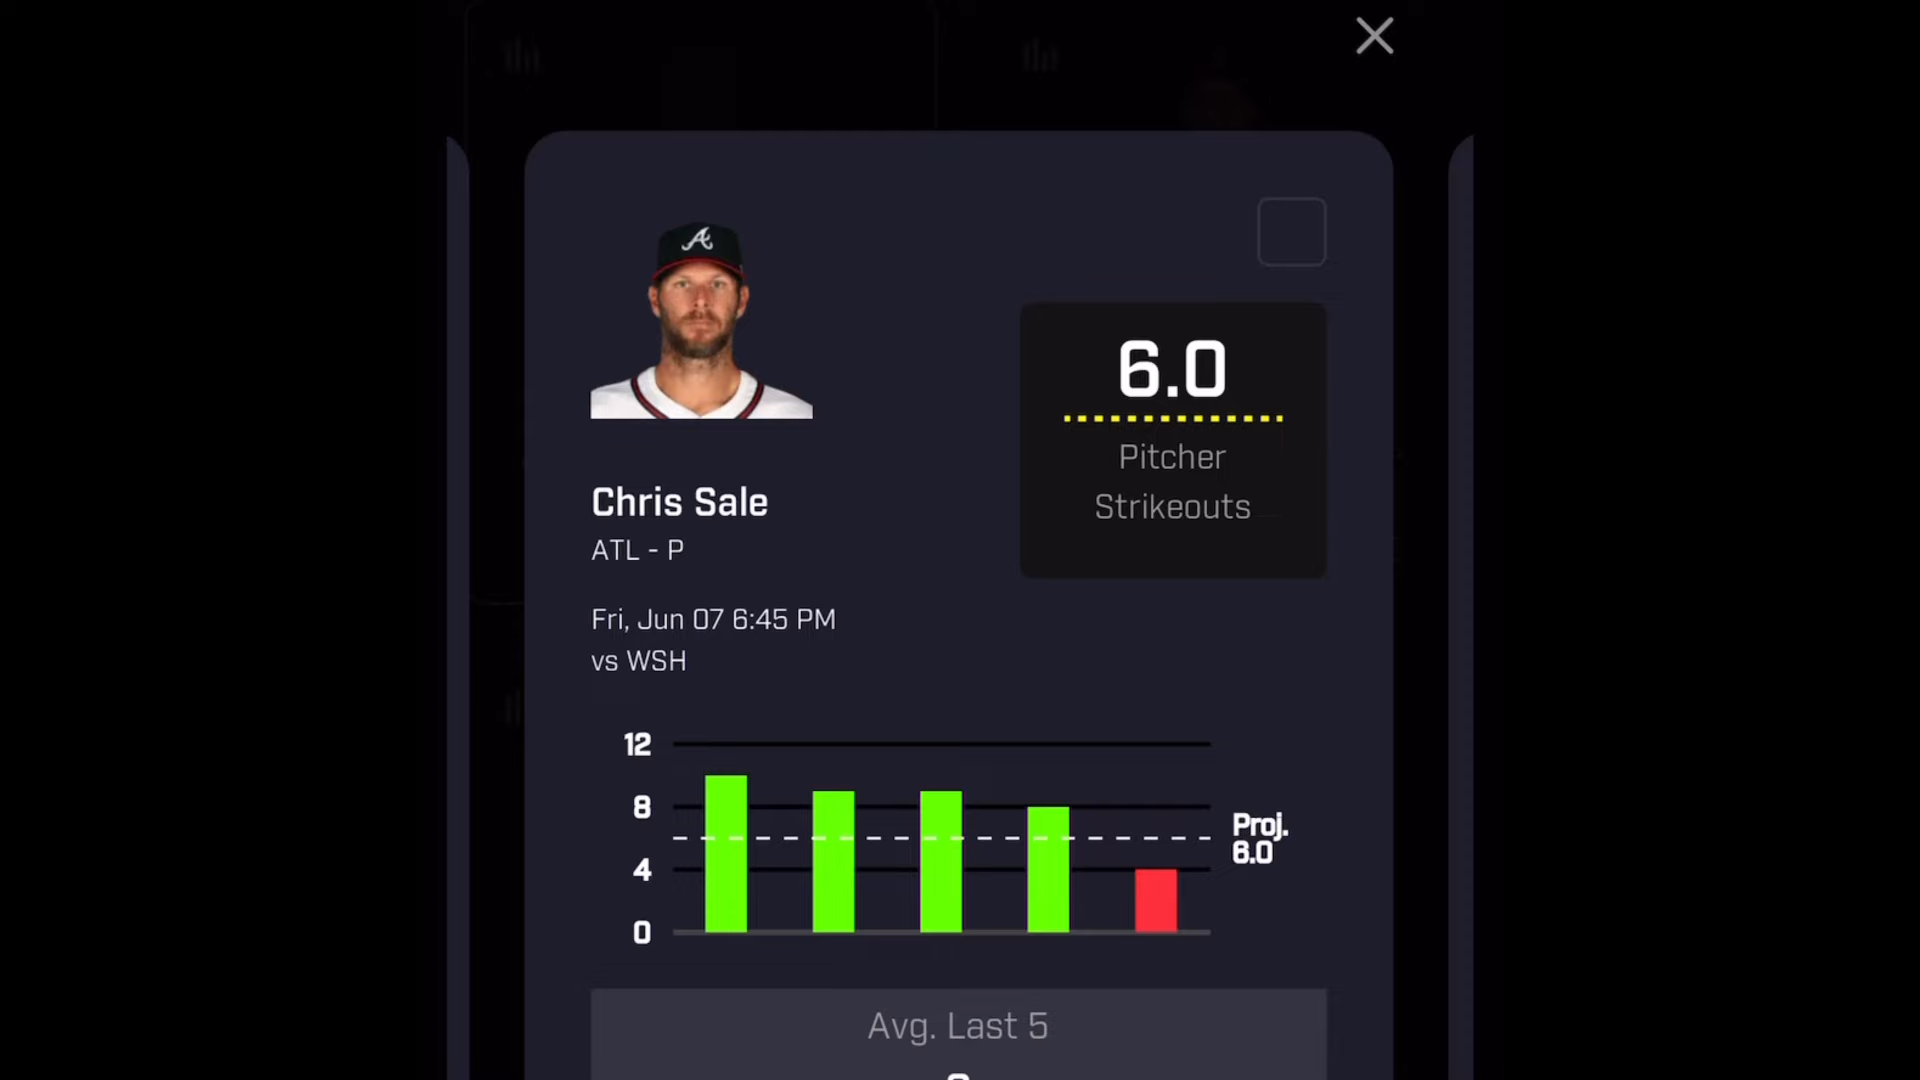 6.0
Pitcher
Strikeouts
Chris Sale
ATL - P
Fri, Jun 07 6:45 PM
vs WSH
12
8
4
0
Proj.
6.0
Avg. Last 5